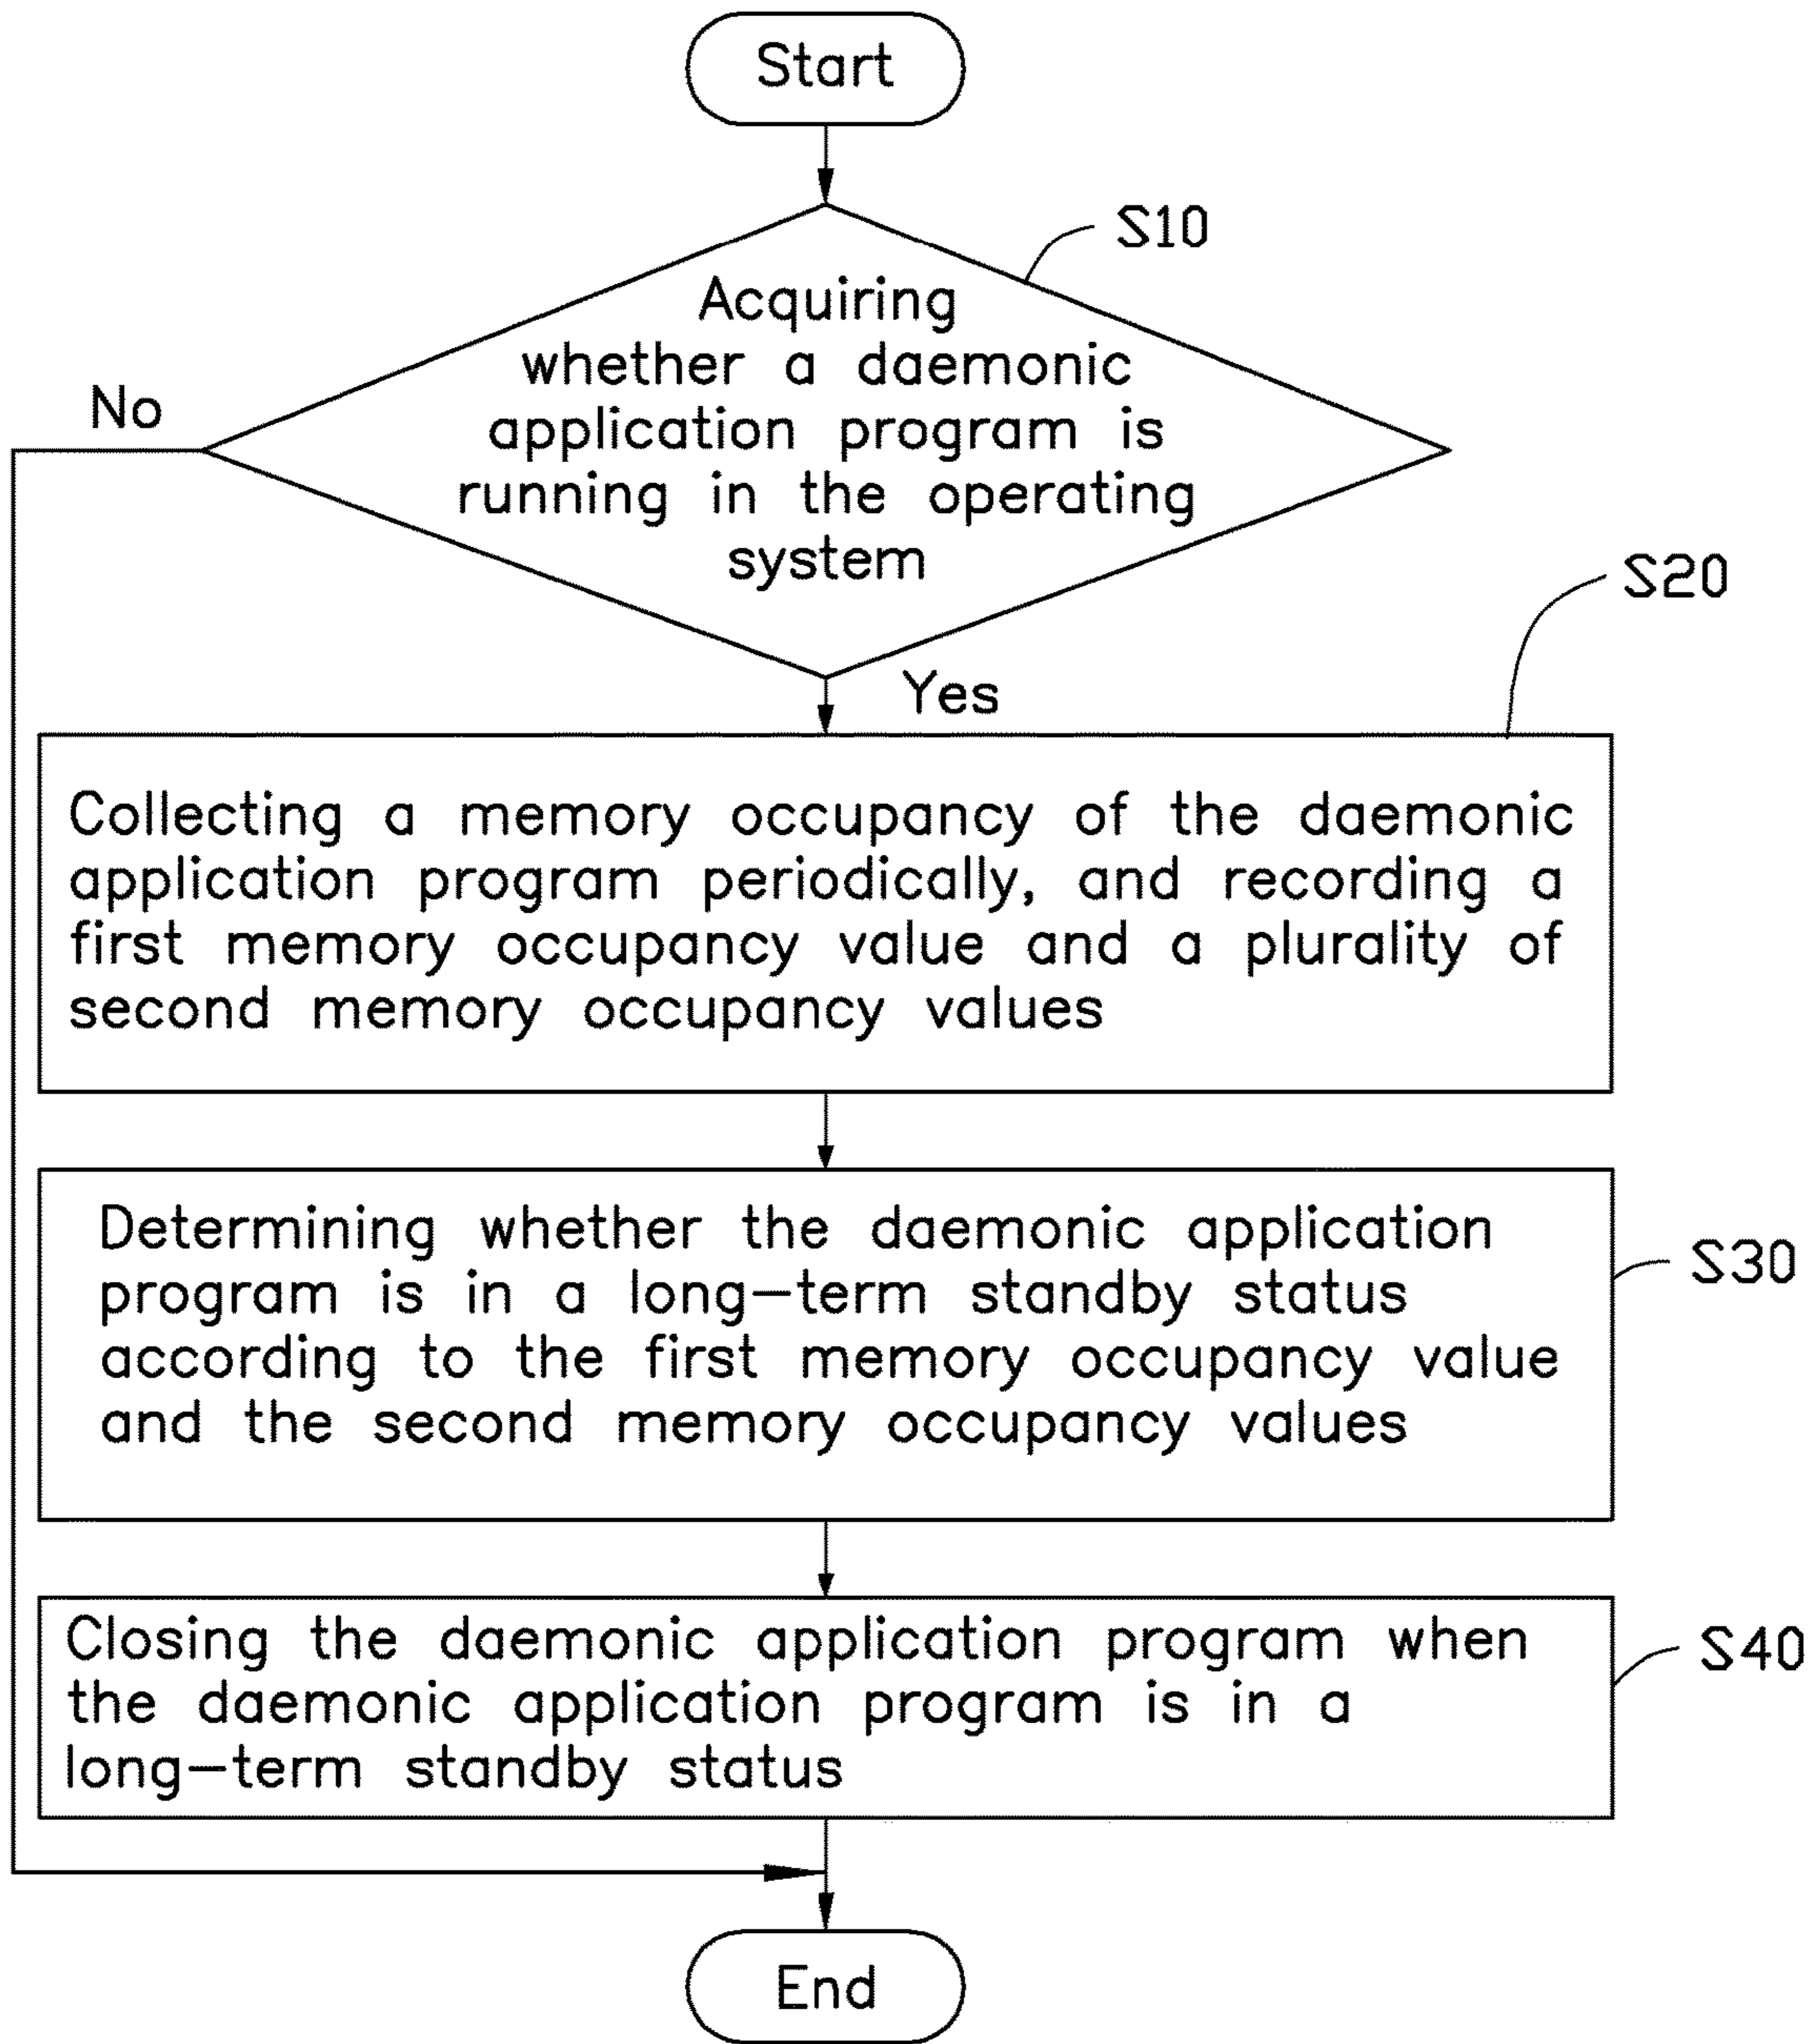 Start
S10
Acquiring
whether a daemonic
application program is
running in the operating
system
No
Yes
S20
Collecting a memory occupancy of the daemonic
application program periodically, and recording a
first memory occupancy value and a plurality of
second memory occupancy values
S30
Determining whether the daemonic application
program is in a long-term standby status
according to the first memory occupancy value
and the second memory occupancy values
S40
Closing the daemonic application program when
the daemonic application program is in a
long-term standby status
End